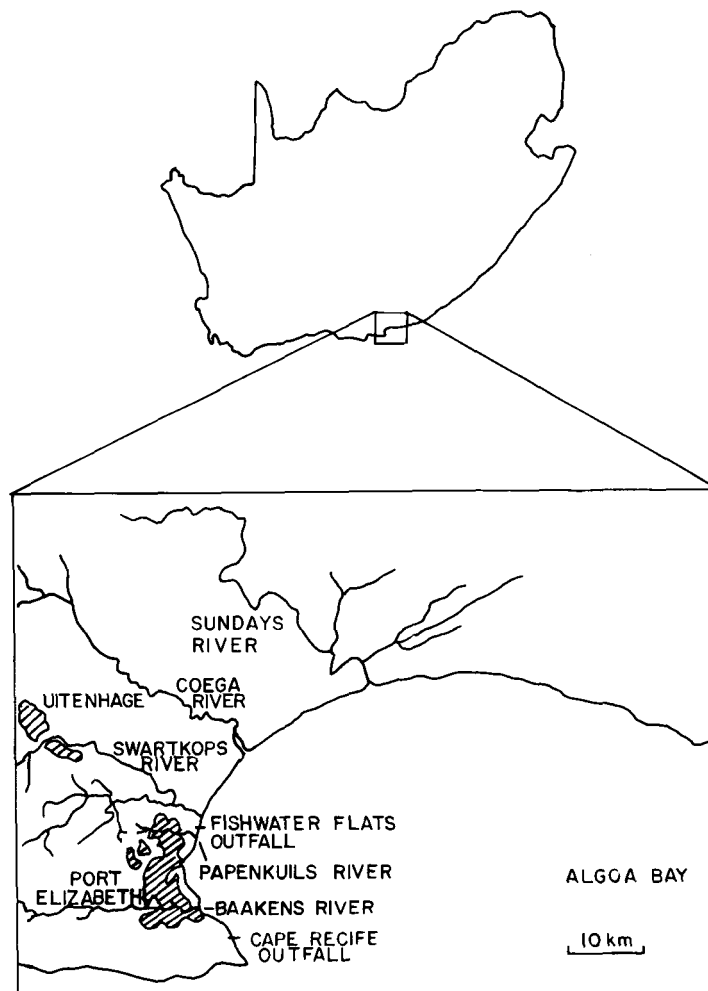 SUNDAYS
RIVER
COEGA
RIVER
UITENHAGE
SWARTKOPS
RIVER
FISHWATER FLATS
OUTFALL
PAPENKUILS RIVER
PORT
ELIZABETH
ALGOA BAY
BAAKENS RIVER
CAPE RECIFE
OUTFALL
10 km